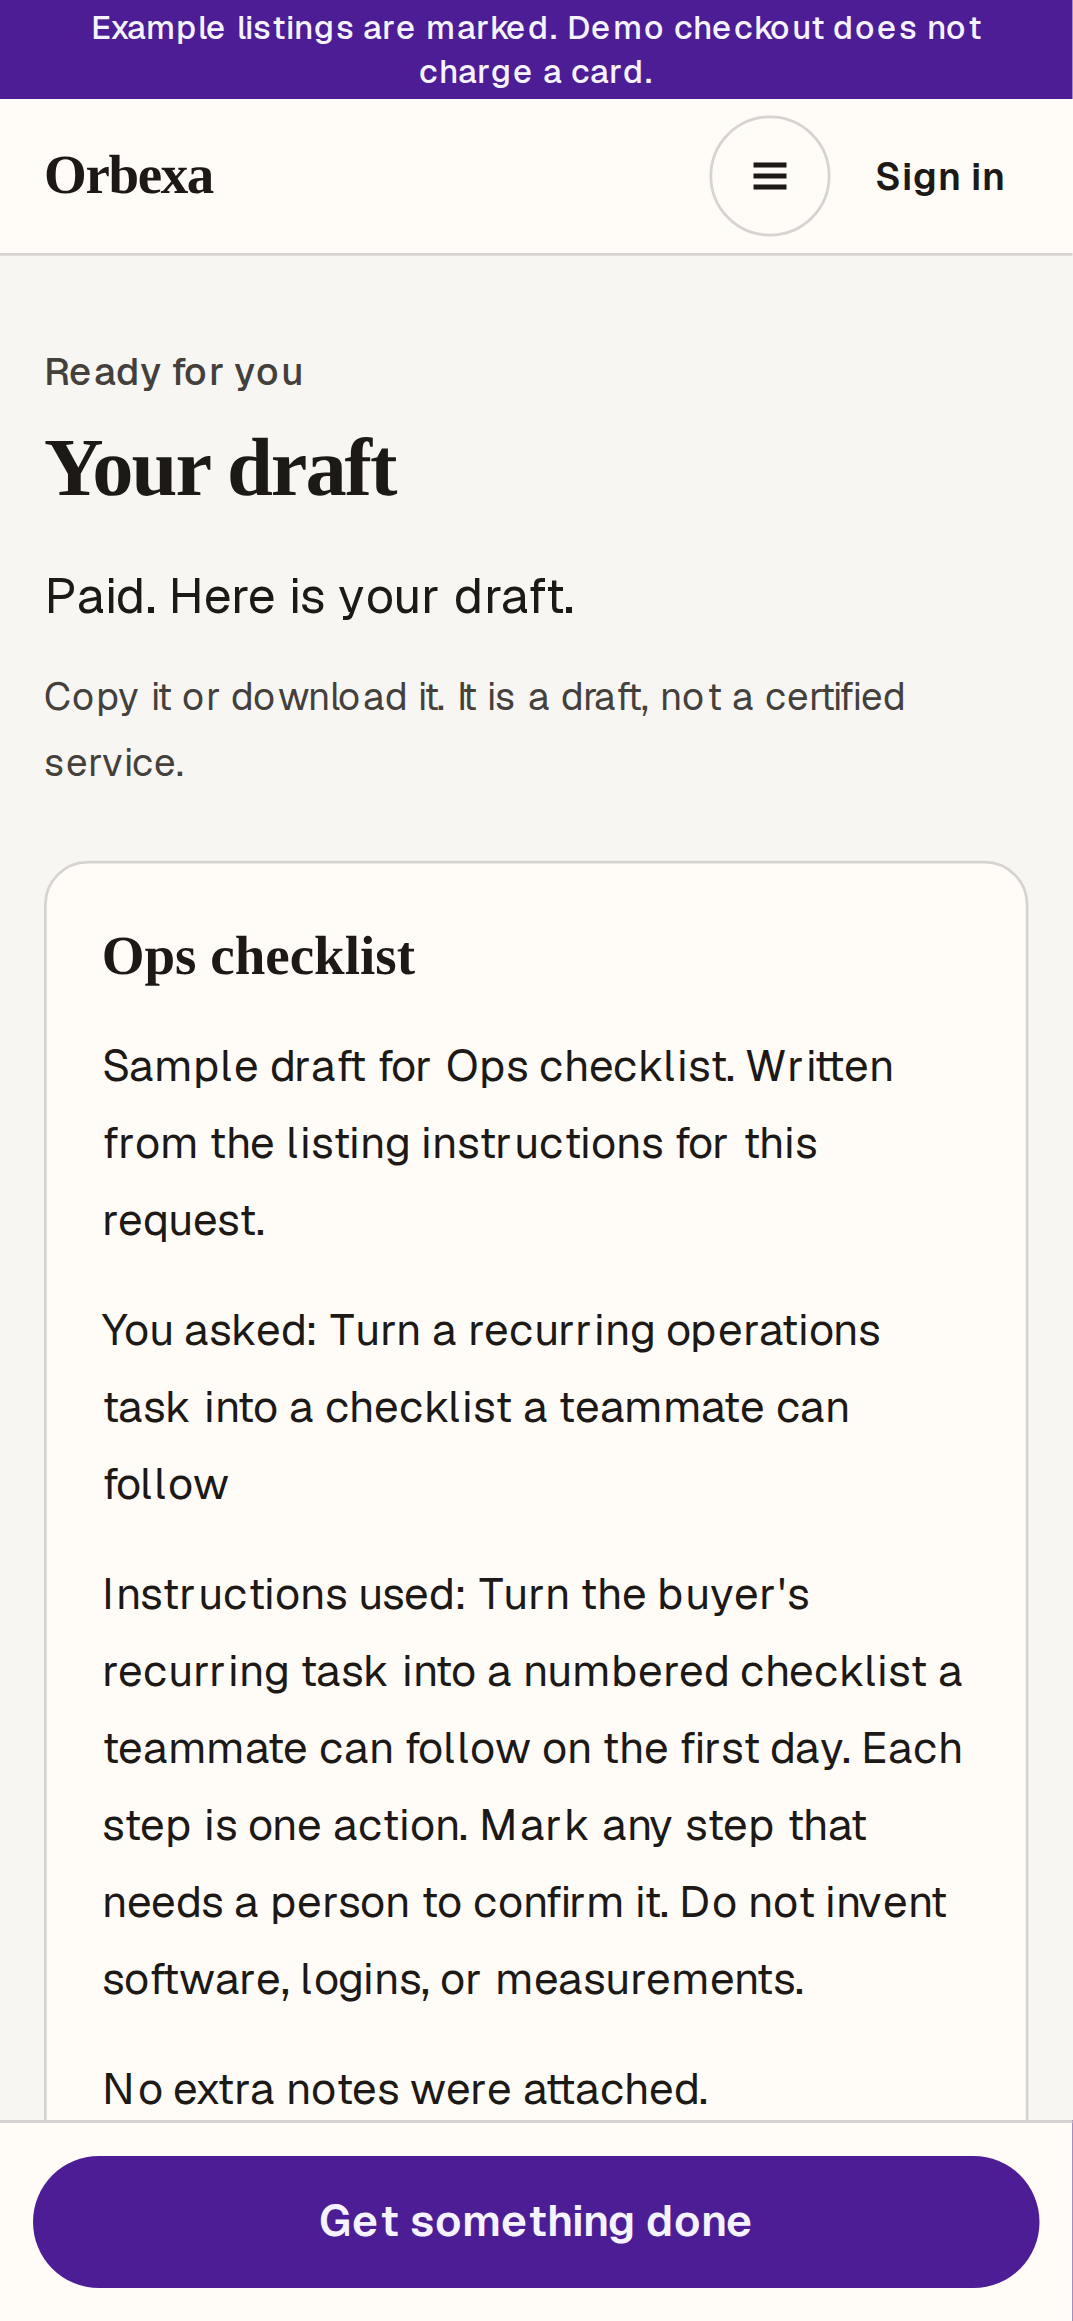 Example listings are marked. Demo checkout does not
charge a card.
Orbexa
Sign in
Ready for you
Your draft
Paid. Here is your draft.
Copy it or download it. It is a draft, not a certified
service.
Ops checklist
Sample draft for Ops checklist. Written
from the listing instructions for this
request.
You asked: Turn a recurring operations
task into a checklist a teammate can
follow
Instructions used: Turn the buyer's
recurring task into a numbered checklist a
teammate can follow on the first day. Each
step is one action. Mark any step that
needs a person to confirm it. Do not invent
software, logins, or measurements.
No extra notes were attached.
Get something done